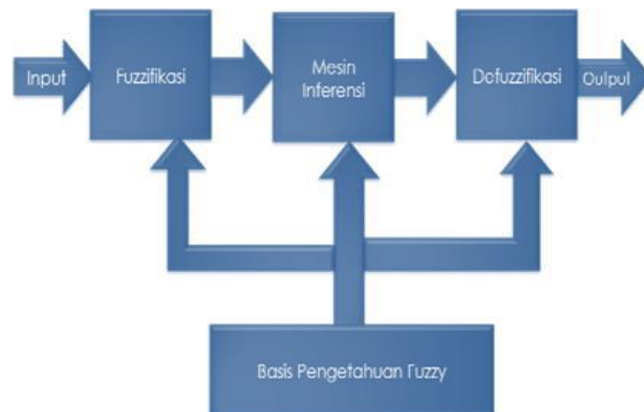 Input
Fuzzifikasi
Mesin
Inferensi
Defuzzifikasi
Output
Basis Pengetahuan Fuzzy